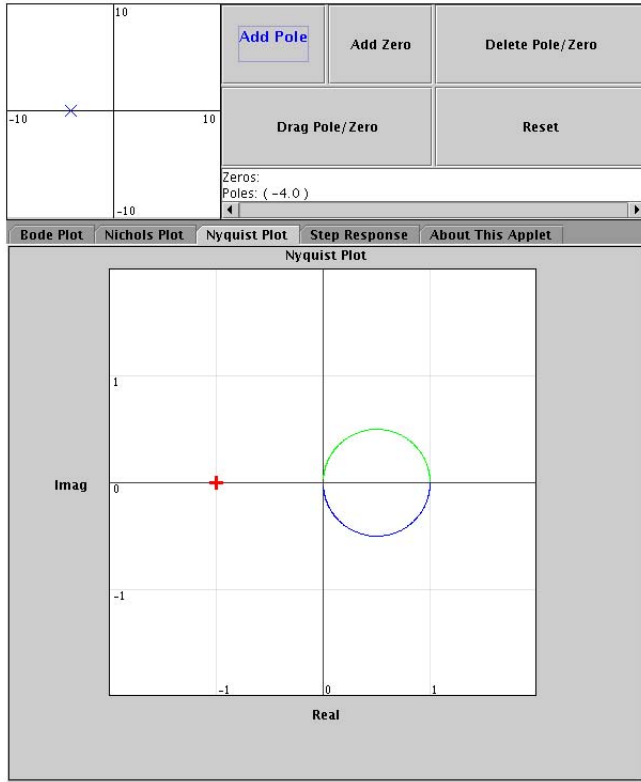 10
-10
10
-10
Add Pole
Add Zero
Delete Pole/Zero
Drag Pole/Zero
Reset
Zeros:
Poles: ( -4.0 )
Bode Plot
Nichols Plot
Nyquist Plot
Step Response
About This Applet
Nyquist Plot
1
Imag
0
-1
-1
0
1
Real